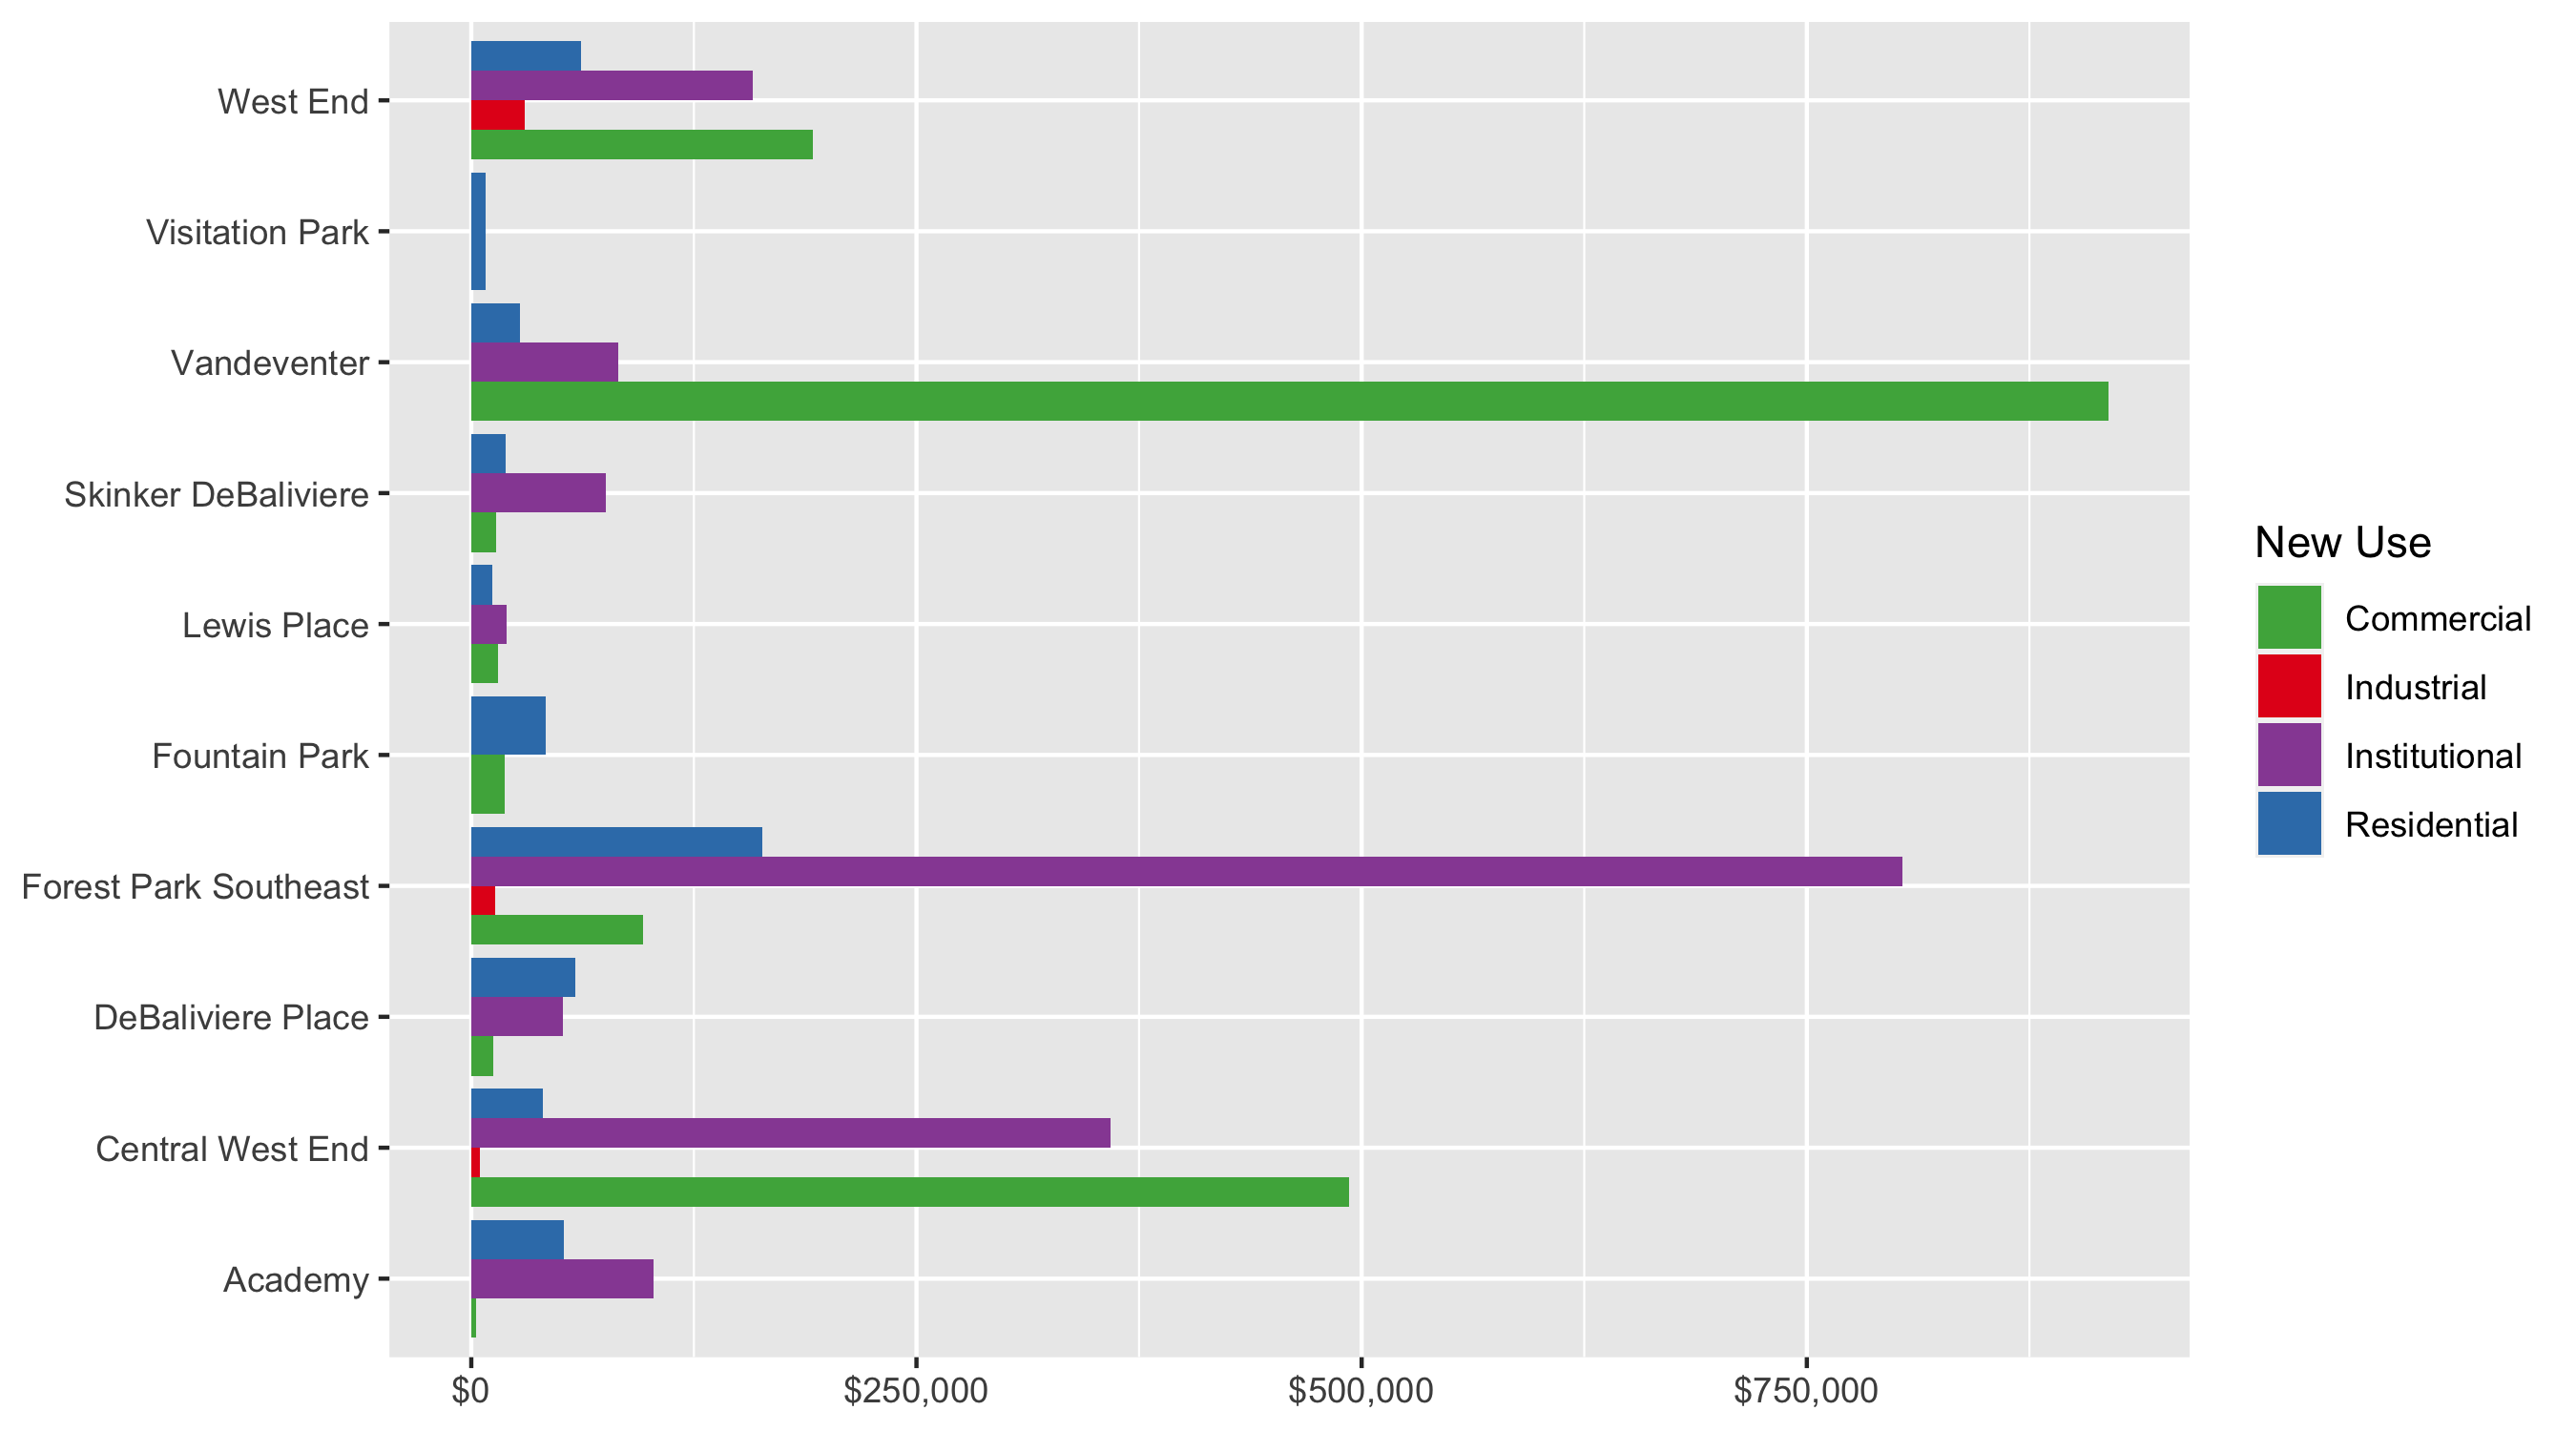 West End
Visitation Park
Vandeventer
Skinker DeBaliviere
Lewis Place
Fountain Park
Forest Park Southeast
DeBaliviere Place
Central West End
Academy
$0 $250,000 $500,000 $750,000
New Use
Commercial
Industrial
Institutional
Residential